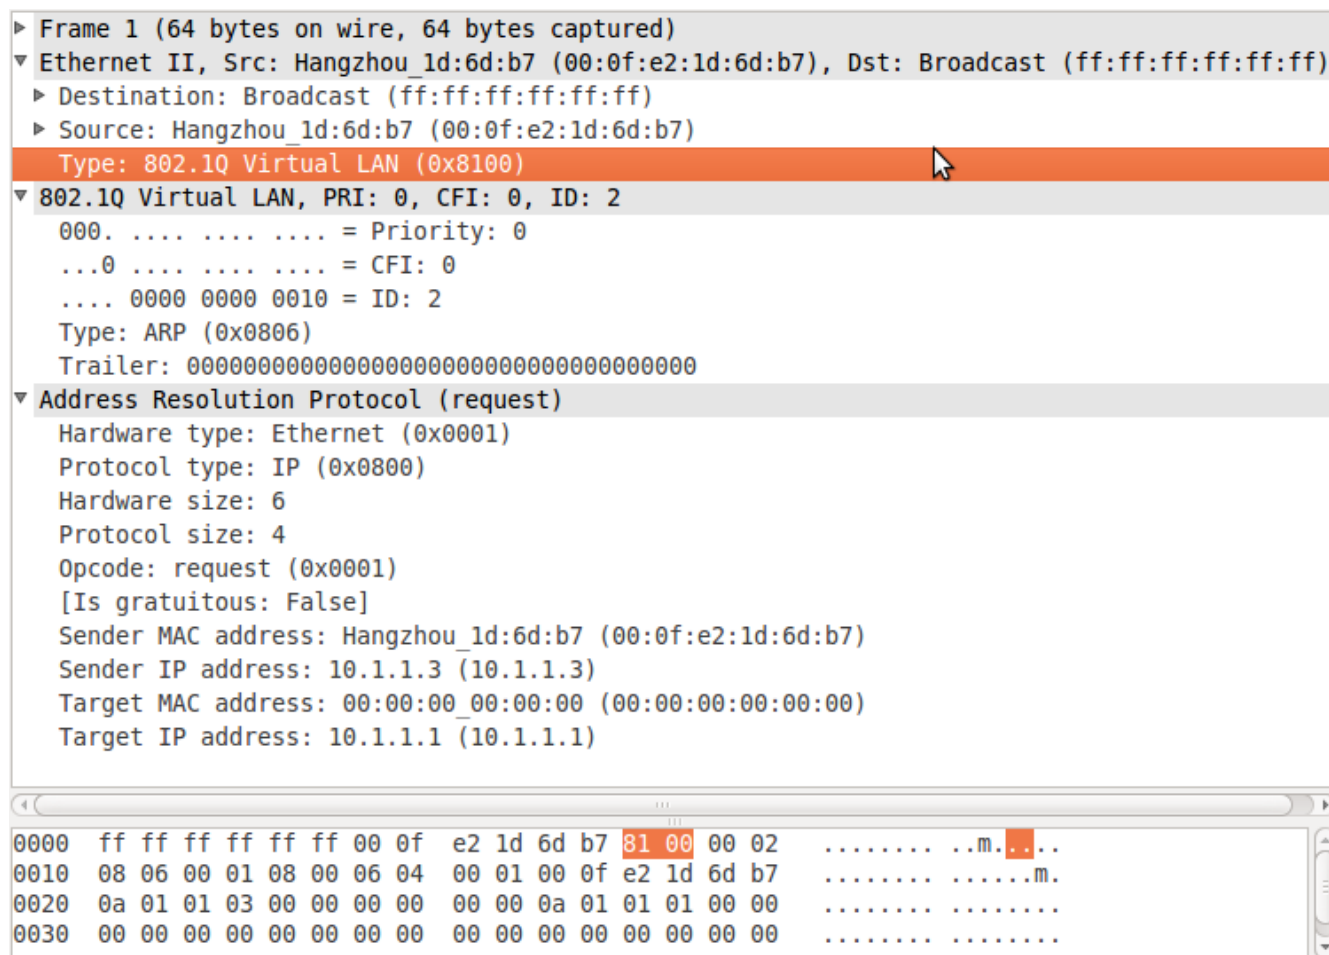 Frame 1 (64 bytes on wire, 64 bytes captured)
Ethernet II, Src: Hangzhou_1d:6d:b7 (00:0f:e2:1d:6d:b7), Dst: Broadcast (ff:ff:ff:ff:ff:ff)
Destination: Broadcast (ff:ff:ff:ff:ff:ff)
Source: Hangzhou_1d:6d:b7 (00:0f:e2:1d:6d:b7)
Type: 802.1Q Virtual LAN (0x8100)
802.1Q Virtual LAN, PRI: 0, CFI: 0, ID: 2
000. .... .... .... = Priority: 0
...0 .... .... .... = CFI: 0
.... 0000 0000 0010 = ID: 2
Type: ARP (0x0806)
Trailer: 000000000000000000000000000000000000
Address Resolution Protocol (request)
Hardware type: Ethernet (0x0001)
Protocol type: IP (0x0800)
Hardware size: 6
Protocol size: 4
Opcode: request (0x0001)
[Is gratuitous: False]
Sender MAC address: Hangzhou_1d:6d:b7 (00:0f:e2:1d:6d:b7)
Sender IP address: 10.1.1.3 (10.1.1.3)
Target MAC address: 00:00:00_00:00:00 (00:00:00:00:00:00)
Target IP address: 10.1.1.1 (10.1.1.1)
0000 ff ff ff ff ff ff 00 0f e2 1d 6d b7 81 00 00 02 ........ ..m.....
0010 08 06 00 01 08 00 06 04 00 01 00 0f e2 1d 6d b7 ........ ......m.
0020 0a 01 01 03 00 00 00 00 00 00 0a 01 01 01 00 00 ........ ........
0030 00 00 00 00 00 00 00 00 00 00 00 00 00 00 00 00 ........ ........